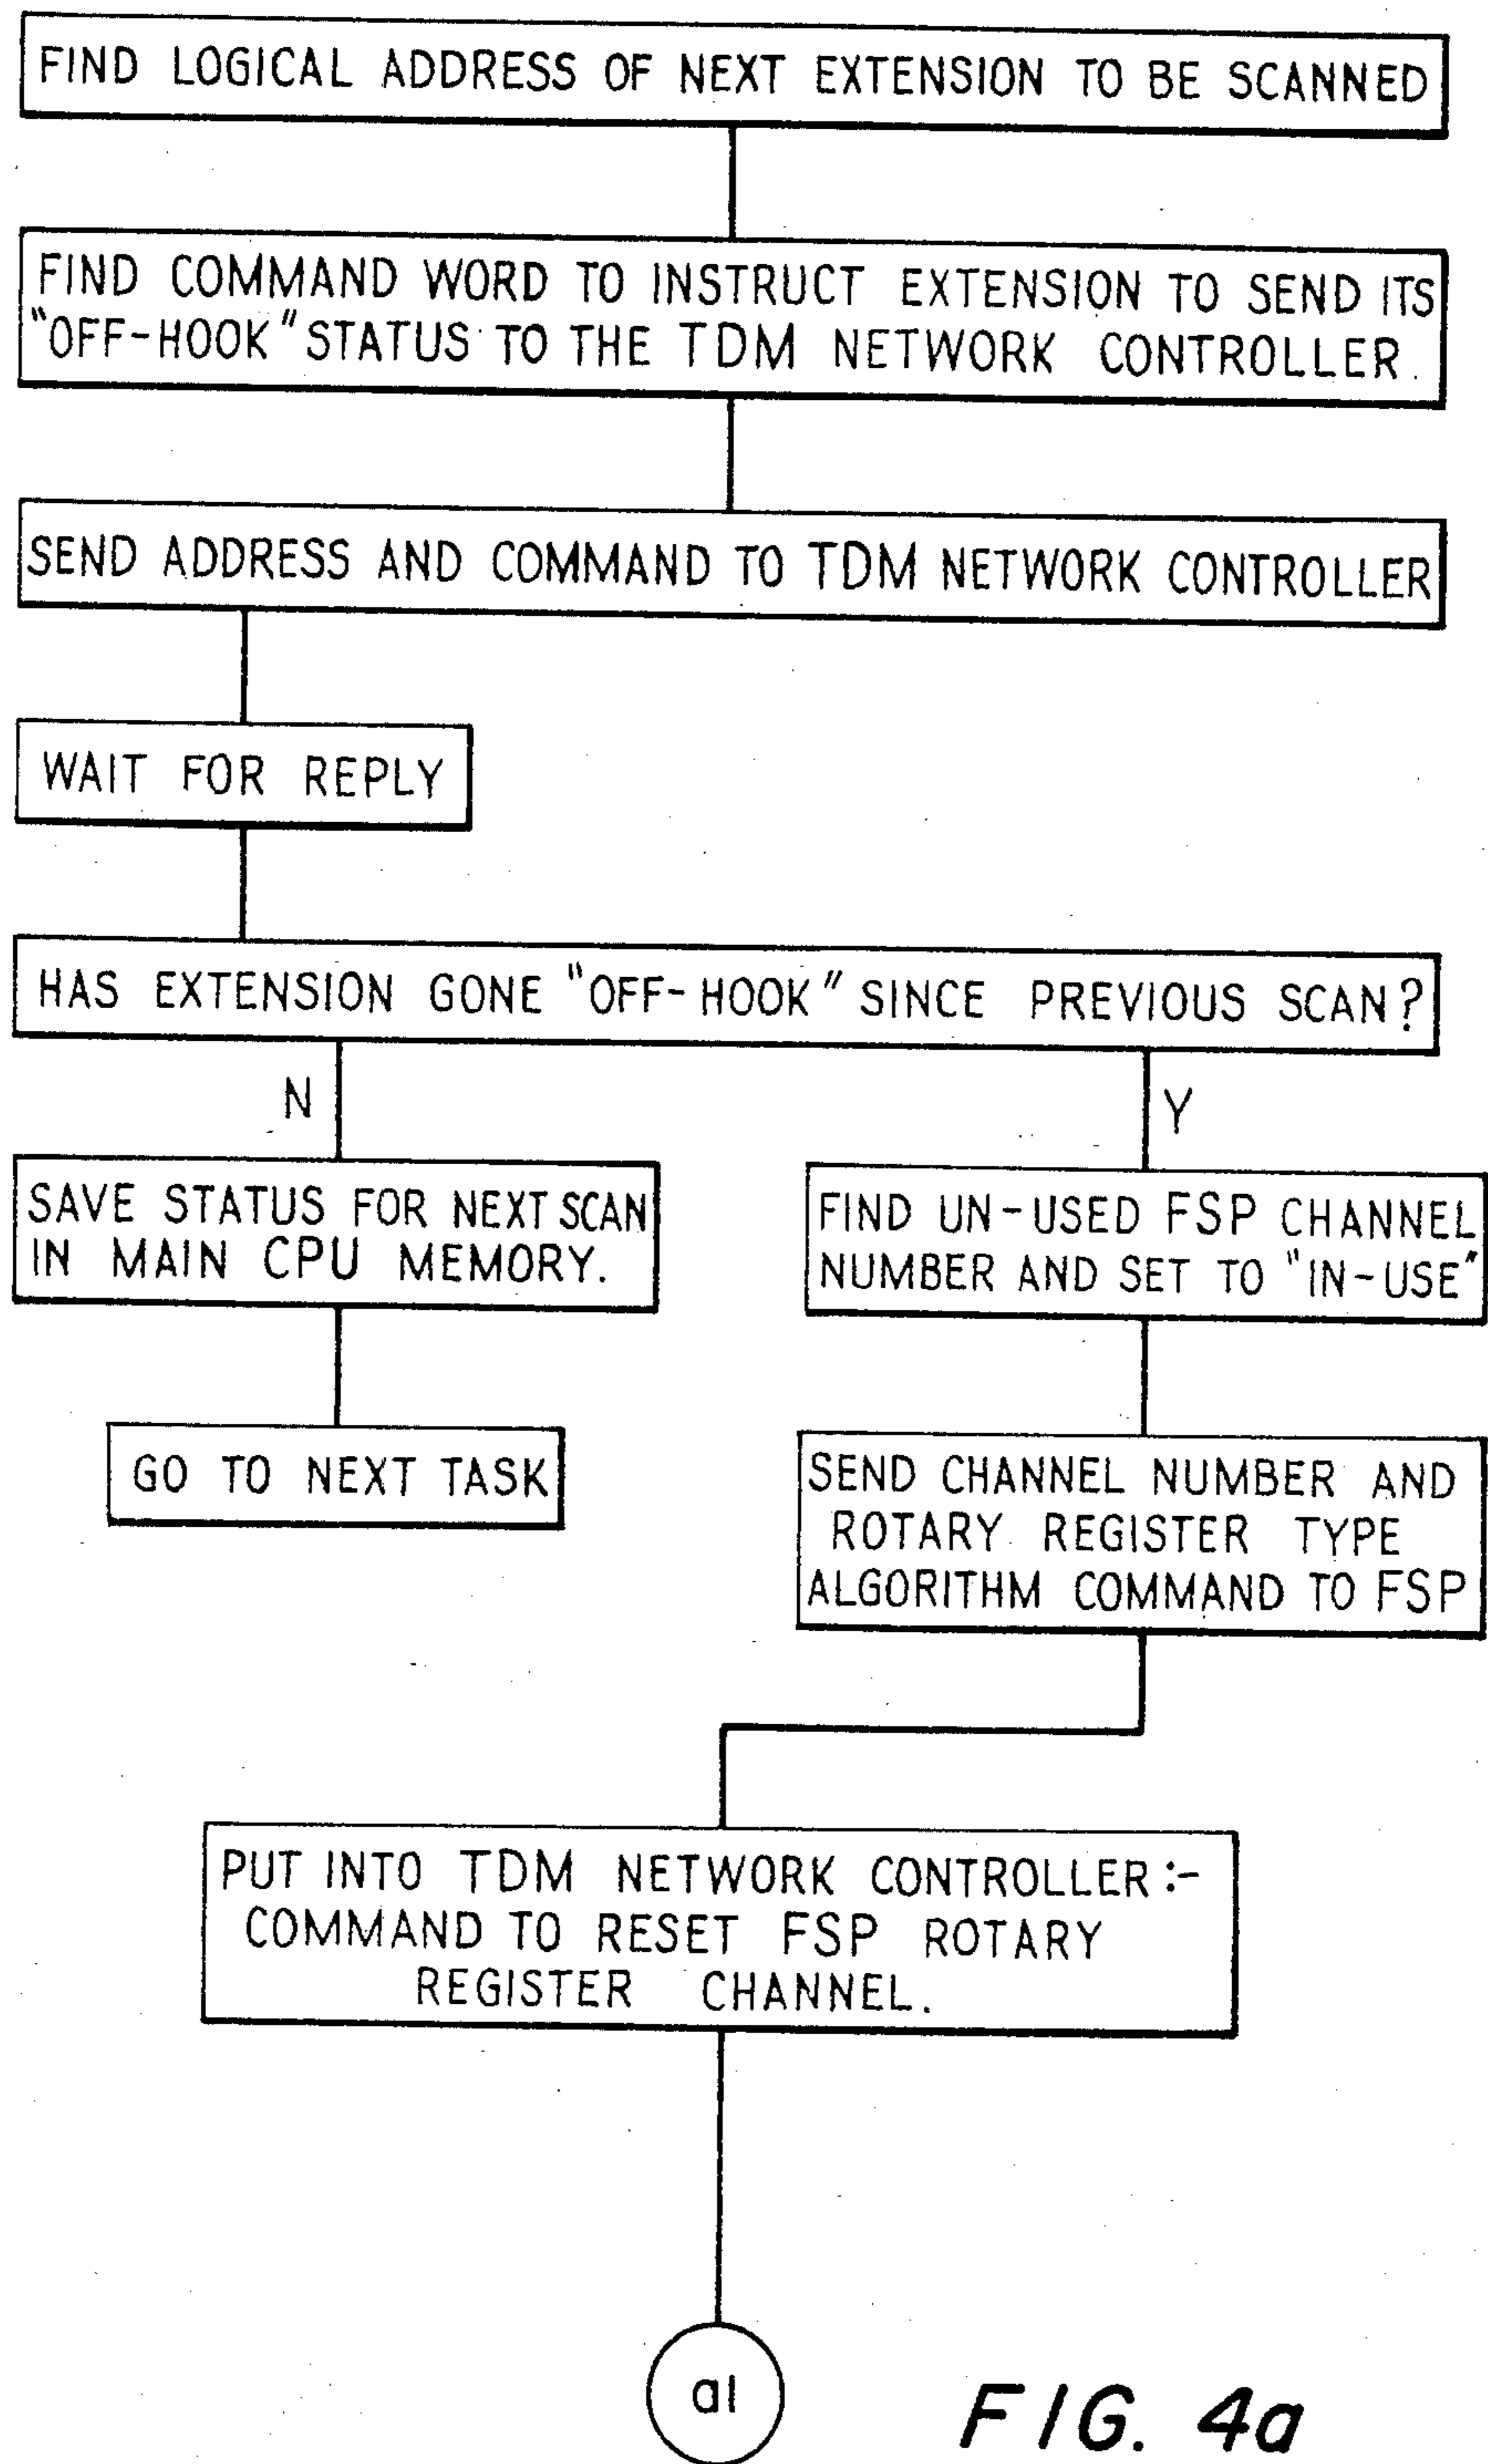 FIND LOGICAL ADDRESS OF NEXT EXTENSION TO BE SCANNED
FIND COMMAND WORD TO INSTRUCT EXTENSION TO SEND ITS
"OFF-HOOK" STATUS TO THE TDM NETWORK CONTROLLER.
SEND ADDRESS AND COMMAND TO TDM NETWORK CONTROLLER
WAIT FOR REPLY
HAS EXTENSION GONE "OFF-HOOK" SINCE PREVIOUS SCAN?
N
Y
SAVE STATUS FOR NEXT SCAN
IN MAIN CPU MEMORY.
FIND UN-USED FSP CHANNEL
NUMBER AND SET TO "IN-USE"
GO TO NEXT TASK
SEND CHANNEL NUMBER AND
ROTARY REGISTER TYPE
ALGORITHM COMMAND TO FSP
PUT INTO TDM NETWORK CONTROLLER:-
COMMAND TO RESET FSP ROTARY
REGISTER CHANNEL.
a1
FIG. 4a